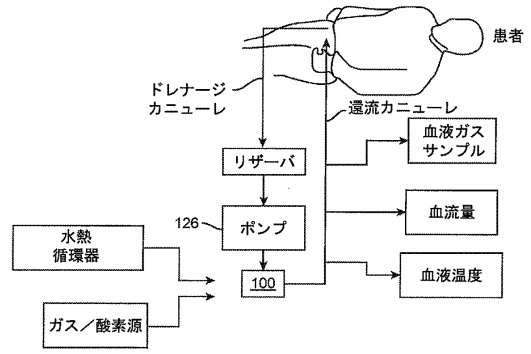 患者
ドレナージ
カニューレ
還流カニューレ
血液ガス
サンプル
リザーバ
126
ポンプ
血流量
水熱
循環器
100
血液温度
ガス／酸素源